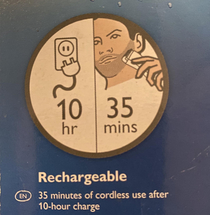 10 35
hr mins
Rechargeable
EN 35 minutes of cordless use after
10-hour charge